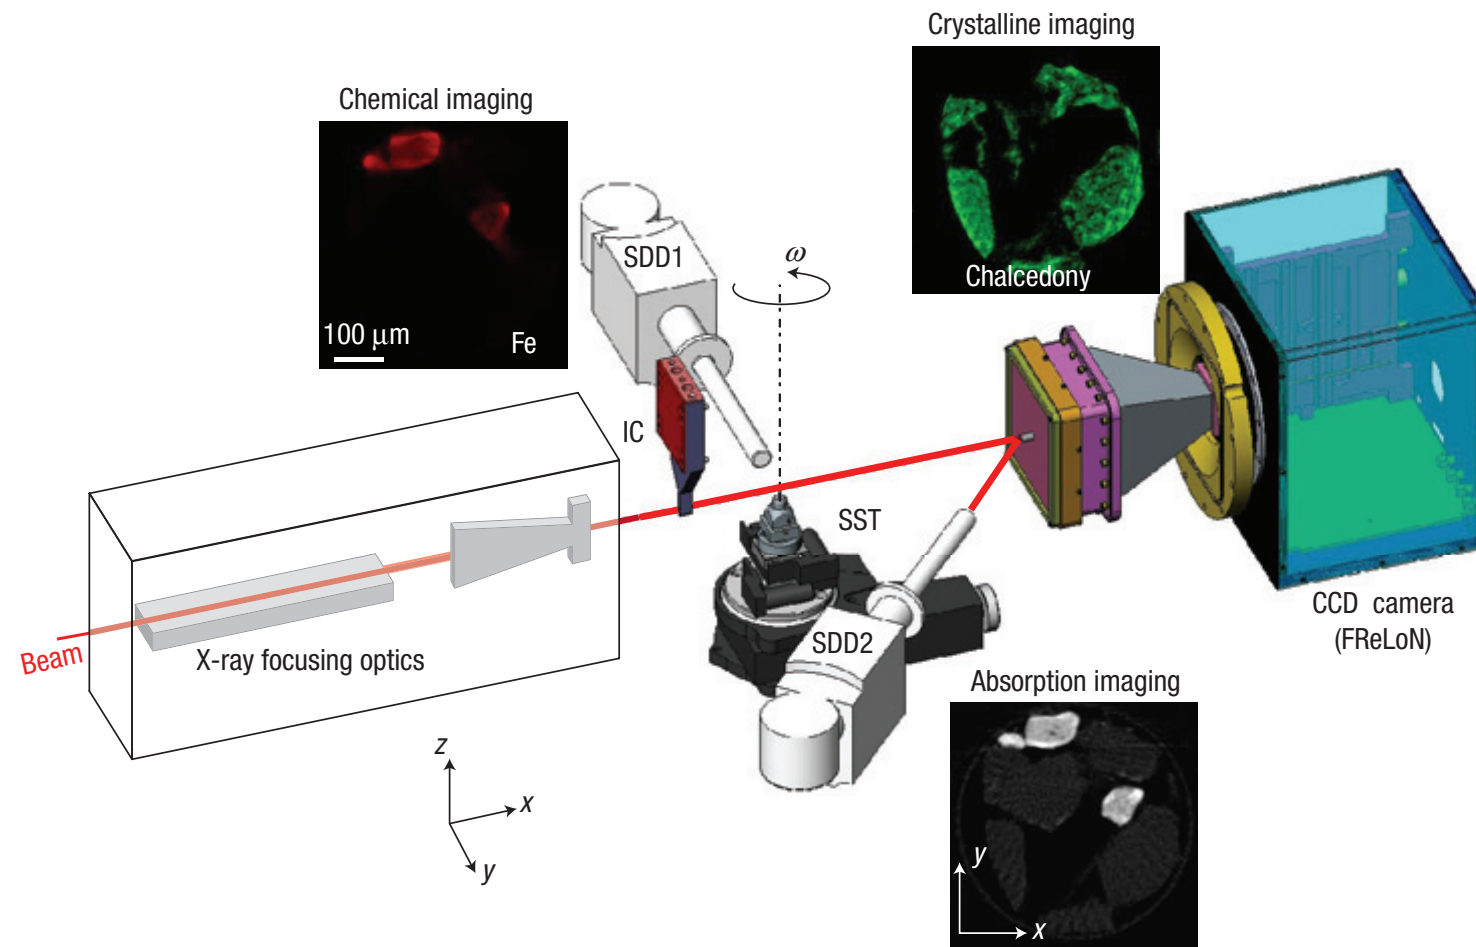 Crystalline imaging
Chemical imaging
SDD1
ω
Chalcedony
100 μm
Fe
IC
SST
Beam
X-ray focusing optics
SDD2
CCD camera
(FReLoN)
Absorption imaging
z
x
y
y
x